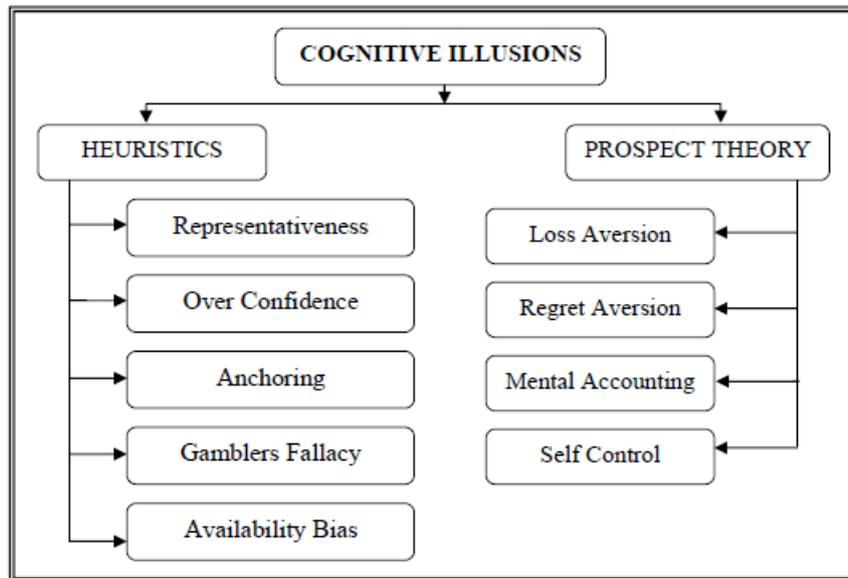 COGNITIVE ILLUSIONS
HEURISTICS
PROSPECT THEORY
Representativeness
Over Confidence
Anchoring
Gamblers Fallacy
Availability Bias
Loss Aversion
Regret Aversion
Mental Accounting
Self Control